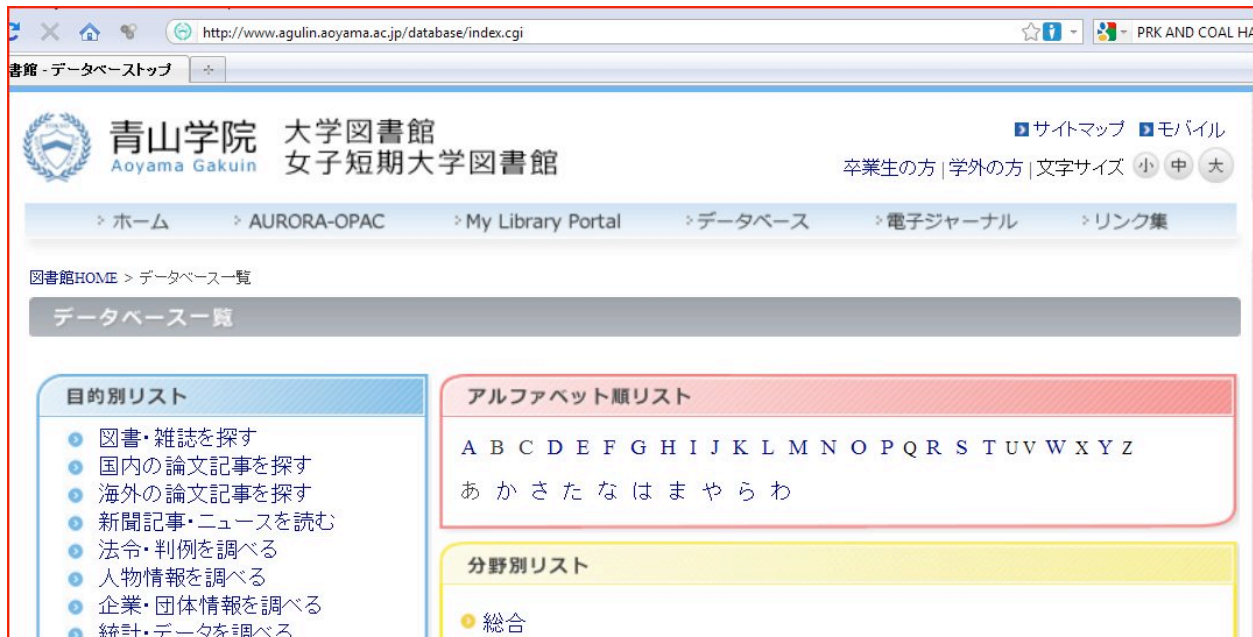 http://www.agulin.aoyama.ac.jp/database/index.cgi
PRK AND COAL HA
書館 - データベーストップ
青山学院 大学図書館
Aoyama Gakuin 女子短期大学図書館
サイトマップ モバイル
卒業生の方 | 学外の方 | 文字サイズ 小 中 大
ホーム AURORA-OPAC My Library Portal データベース 電子ジャーナル リンク集
図書館HOME > データベース一覧
データベース一覧
目的別リスト
図書・雑誌を探す
国内の論文記事を探す
海外の論文記事を探す
新聞記事・ニュースを読む
法令・判例を調べる
人物情報を調べる
企業・団体情報を調べる
統計・データを調べる
アルファベット順リスト
A B C D E F G H I J K L M N O P Q R S T U V W X Y Z
あ か さ た な は ま や ら わ
分野別リスト
総合